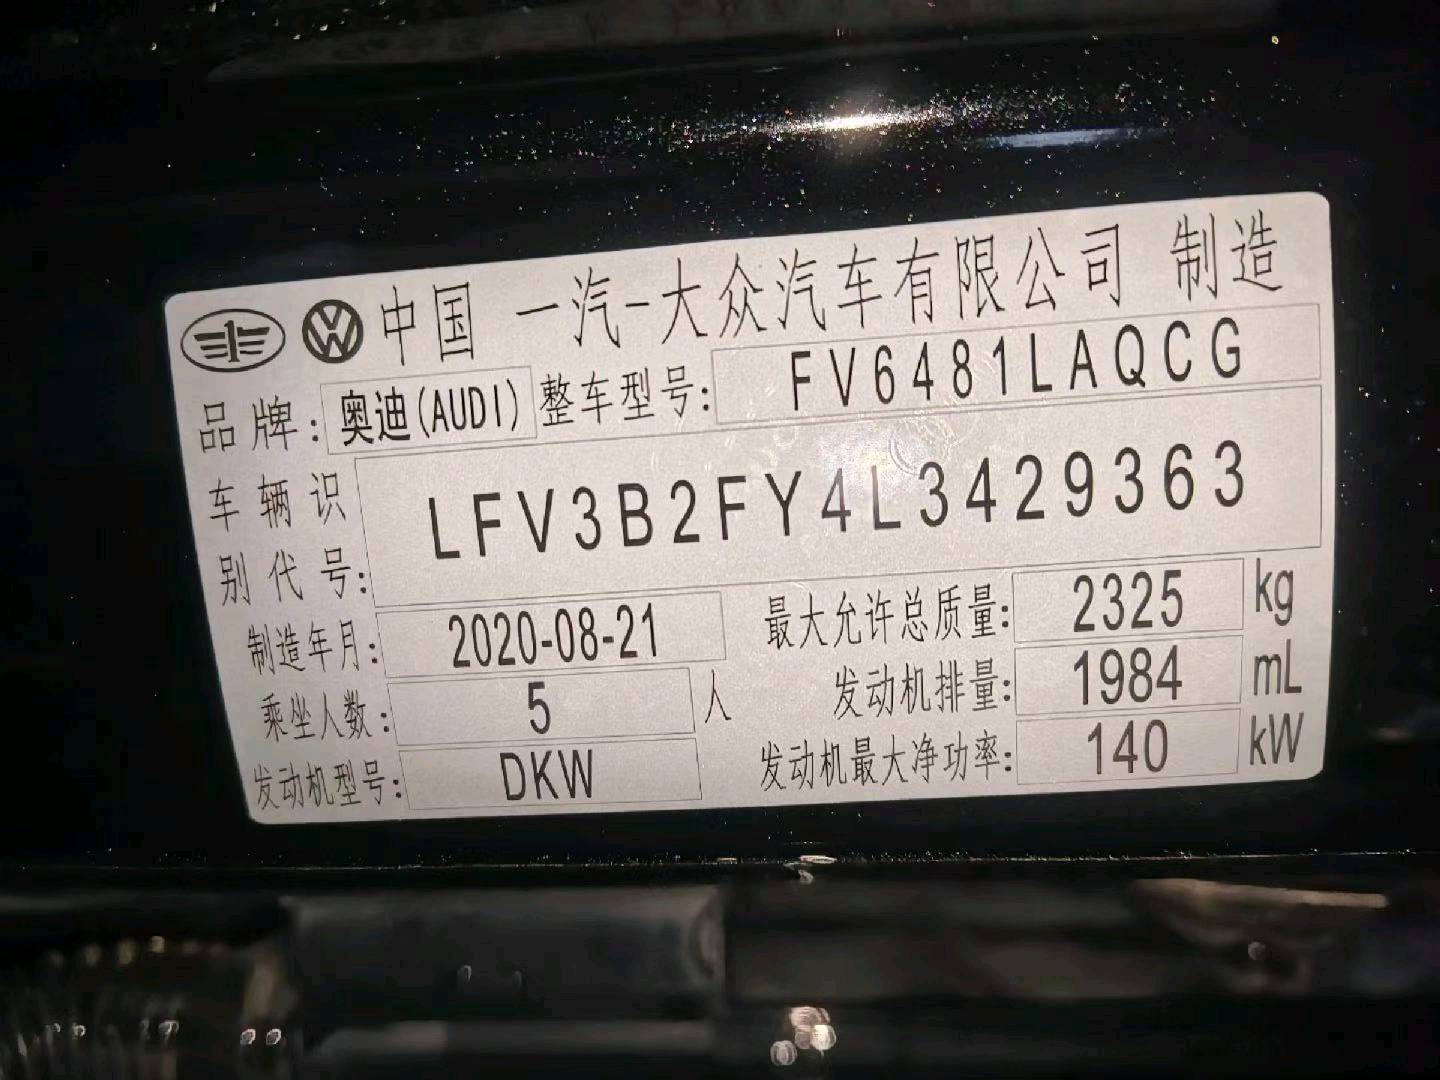 中国 一汽-大众汽车有限公司 制造
品牌: 奥迪(AUDI) 整车型号: FV6481LAQCG
车辆识
别代号: LFV3B2FY4L3429363
制造年月: 2020-08-21 最大允许总质量: 2325 kg
乘坐人数: 5 人 发动机排量: 1984 mL
发动机型号: DKW 发动机最大净功率: 140 kW